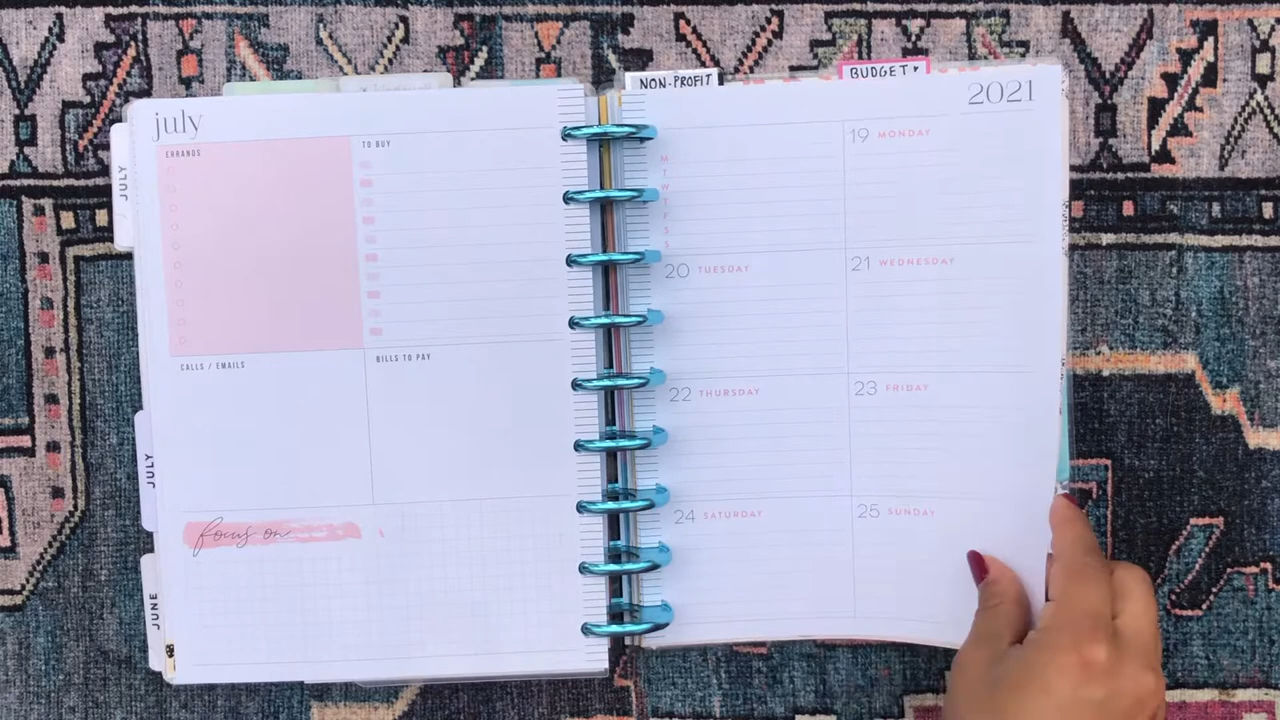 NON-PROFIT
BUDGET
july
2021
ERRANDS
TO BUY
CALLS / EMAILS
BILLS TO PAY
focus on
M
T
W
T
F
S
S
19 MONDAY
20 TUESDAY
21 WEDNESDAY
22 THURSDAY
23 FRIDAY
24 SATURDAY
25 SUNDAY
JULY
JULY
JUNE